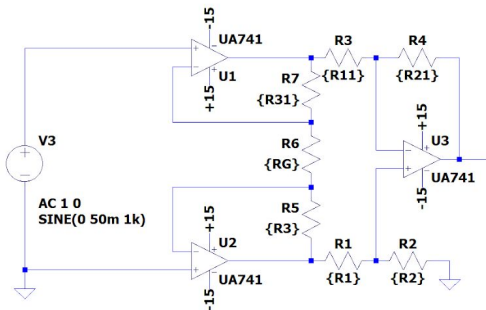 -15
UA741
U1
+15
R3
{R11}
R4
{R21}
R7
{R31}
V3
AC 1 0
SINE(0 50m 1k)
R6
{RG}
+15
U3
UA741
-15
+15
U2
UA741
-15
R5
{R3}
R1
{R1}
R2
{R2}